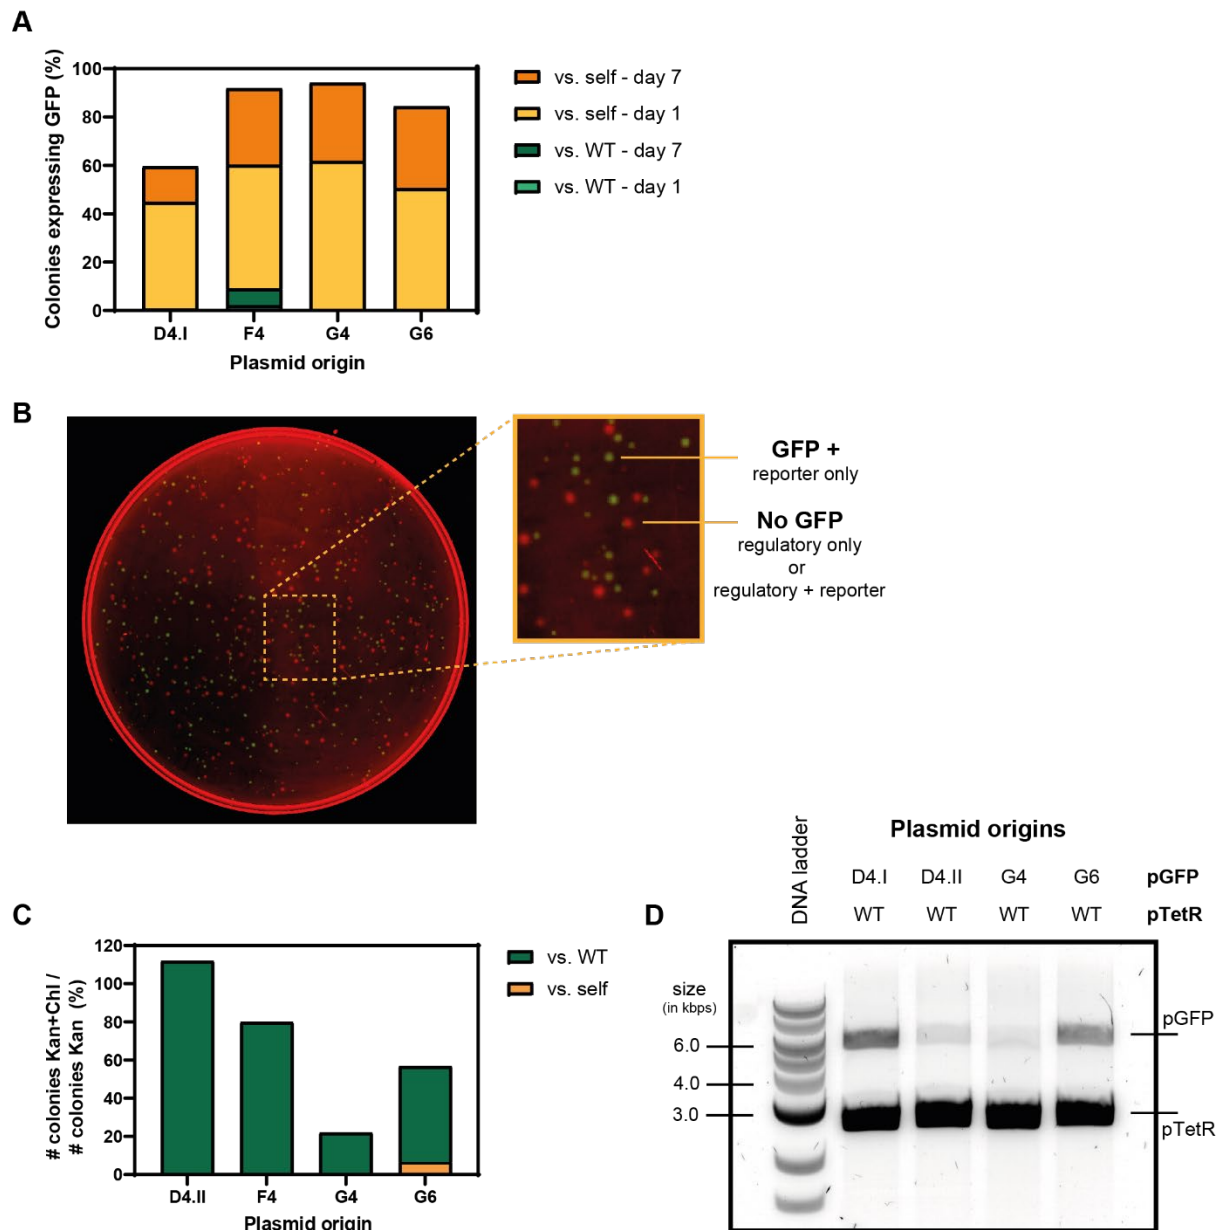 A
Colonies expressing GFP (%)
100
80
60
40
20
0
D4.I F4 G4 G6
Plasmid origin
vs. self - day 7
vs. self - day 1
vs. WT - day 7
vs. WT - day 1
B
GFP +
reporter only
No GFP
regulatory only
or
regulatory + reporter
C
# colonies Kan+Chl /
# colonies Kan (%)
120
100
80
60
40
20
0
D4.II F4 G4 G6
Plasmid origin
vs. WT
vs. self
D
DNA ladder
Plasmid origins
D4.I D4.II G4 G6 pGFP
WT WT WT WT pTetR
size
(in kbps)
6.0
4.0
3.0
pGFP
pTetR